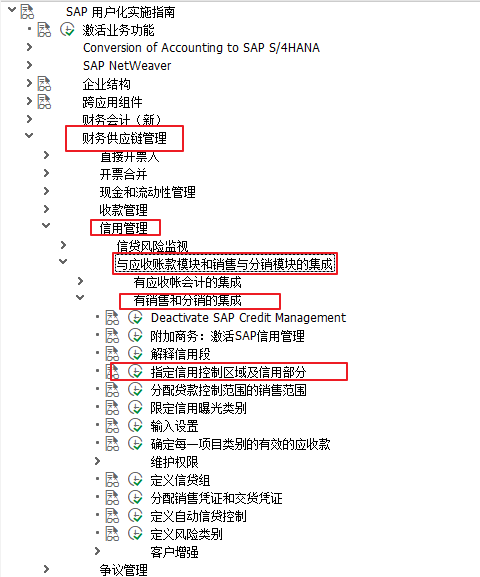 SAP 用户化实施指南
激活业务功能
Conversion of Accounting to SAP S/4HANA
SAP NetWeaver
企业结构
跨应用组件
财务会计（新）
财务供应链管理
直接开票人
开票合并
现金和流动性管理
收款管理
信用管理
信贷风险监视
与应收账款模块和销售与分销模块的集成
有应收帐会计的集成
有销售和分销的集成
Deactivate SAP Credit Management
附加商务：激活SAP信用管理
解释信用段
指定信用控制区域及信用部分
分配贷款控制范围的销售范围
限定信用曝光类别
输入设置
确定每一项目类别的有效的应收款
维护权限
定义信贷组
分配销售凭证和交货凭证
定义自动信贷控制
定义风险类别
客户增强
争议管理